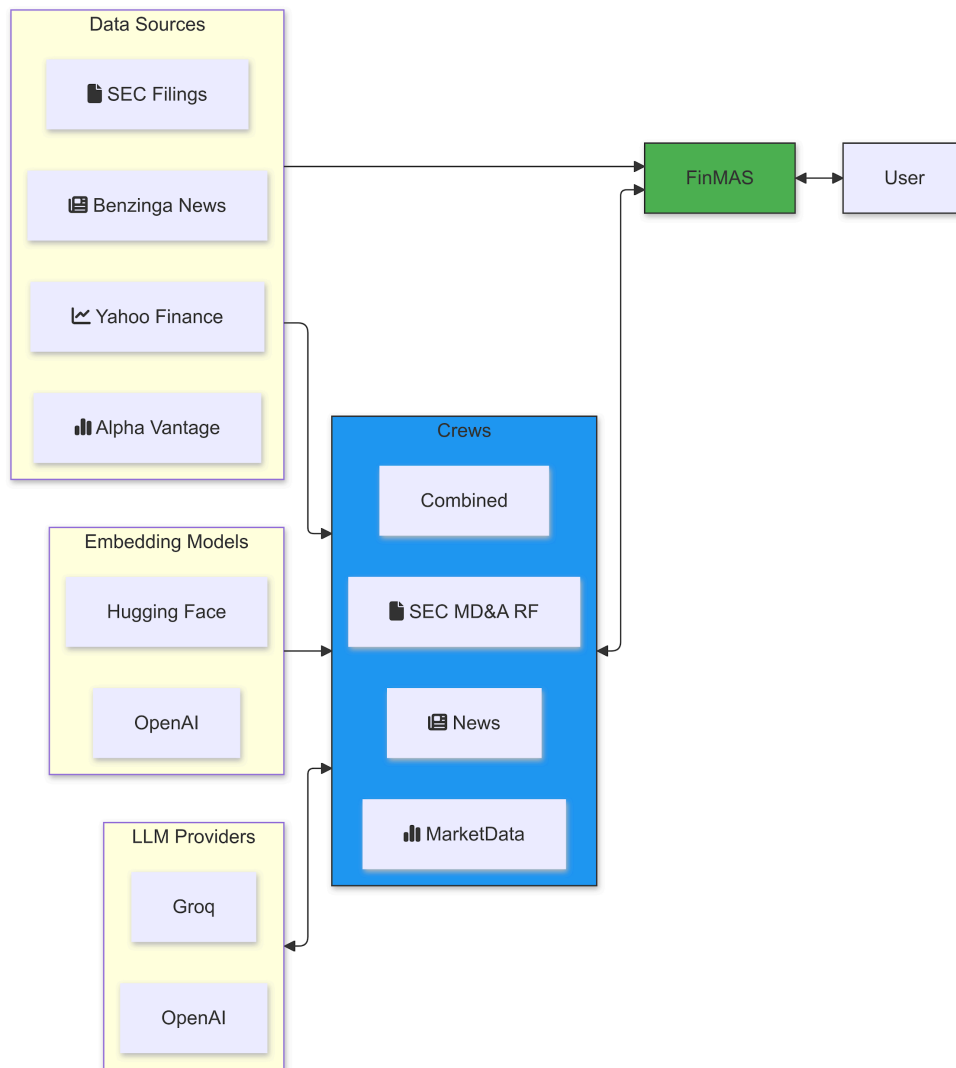 Data Sources
SEC Filings
Benzinga News
Yahoo Finance
Alpha Vantage
Embedding Models
Hugging Face
OpenAI
LLM Providers
Groq
OpenAI
Crews
Combined
SEC MD&A RF
News
MarketData
FinMAS
User